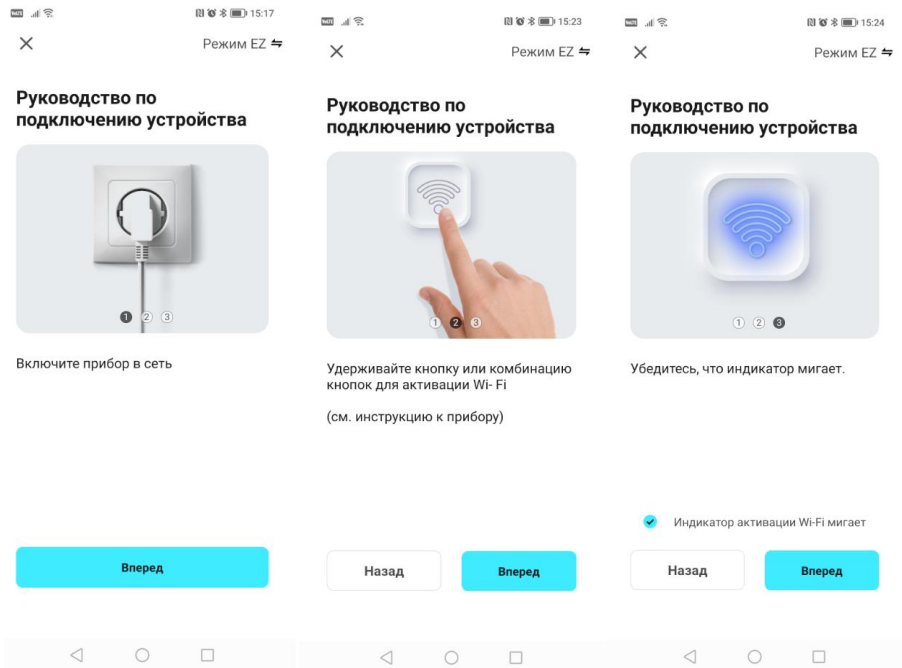 15:17
Режим EZ
Руководство по
подключению устройства
1 2 3
Включите прибор в сеть
Вперед
15:23
Режим EZ
Руководство по
подключению устройства
1 2 3
Удерживайте кнопку или комбинацию
кнопок для активации Wi- Fi
(см. инструкцию к прибору)
Назад
Вперед
15:24
Режим EZ
Руководство по
подключению устройства
1 2 3
Убедитесь, что индикатор мигает.
Индикатор активации Wi-Fi мигает
Назад
Вперед